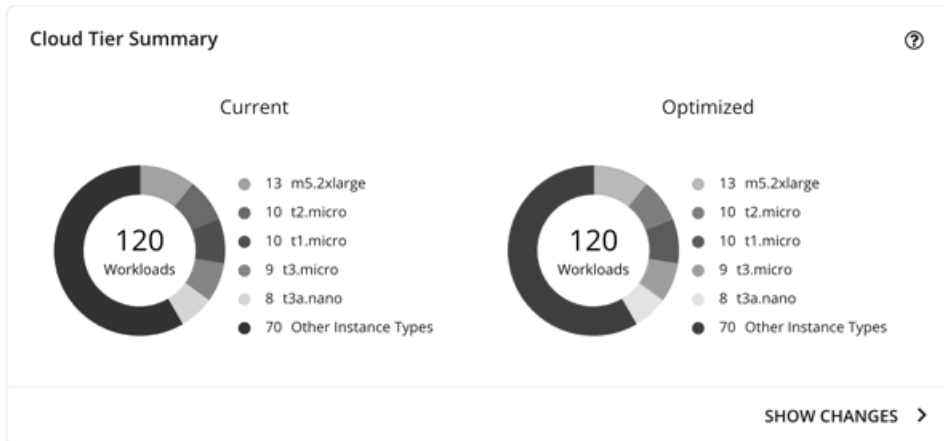 Cloud Tier Summary
Current
120
Workloads
13 m5.2xlarge
10 t2.micro
10 t1.micro
9 t3.micro
8 t3a.nano
70 Other Instance Types
Optimized
120
Workloads
13 m5.2xlarge
10 t2.micro
10 t1.micro
9 t3.micro
8 t3a.nano
70 Other Instance Types
SHOW CHANGES